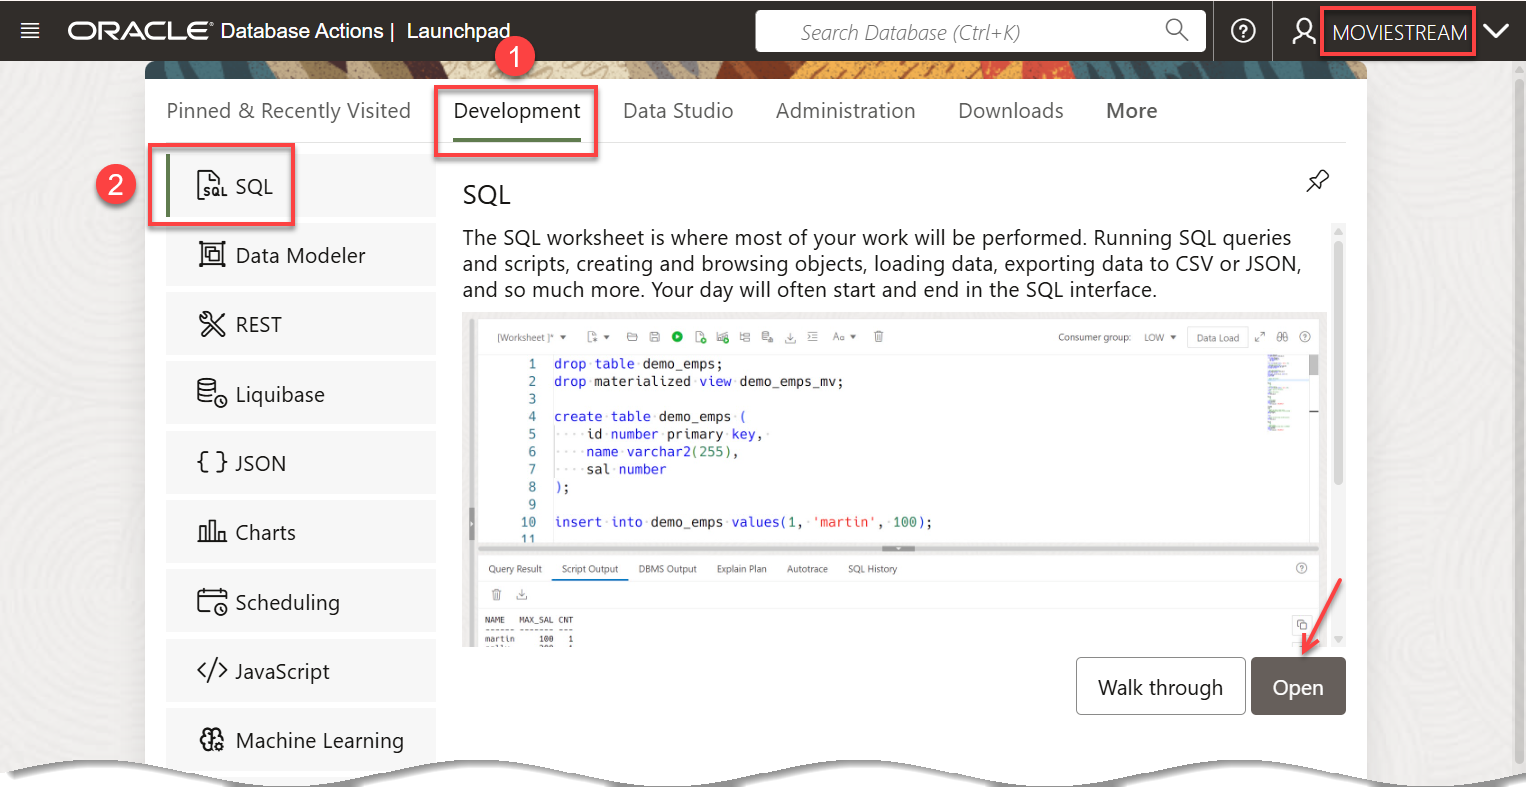 ORACLE Database Actions | Launchpad
Search Database (Ctrl+K)
MOVIESTREAM
1
Pinned & Recently Visited
Development
Data Studio
Administration
Downloads
More
2
SQL
Data Modeler
REST
Liquibase
JSON
Charts
Scheduling
JavaScript
Machine Learning
SQL
The SQL worksheet is where most of your work will be performed. Running SQL queries
and scripts, creating and browsing objects, loading data, exporting data to CSV or JSON,
and so much more. Your day will often start and end in the SQL interface.
[Worksheet ]*
Aa
Consumer group: LOW
Data Load
1 drop table demo_emps;
2 drop materialized view demo_emps_mv;
3
4 create table demo_emps (
5 id number primary key,
6 name varchar2(255),
7 sal number
8 );
9
10 insert into demo_emps values(1, 'martin', 100);
11
Query Result
Script Output
DBMS Output
Explain Plan
Autotrace
SQL History
NAME MAX_SAL CNT
------ ------- ---
martin 100 1
Walk through
Open